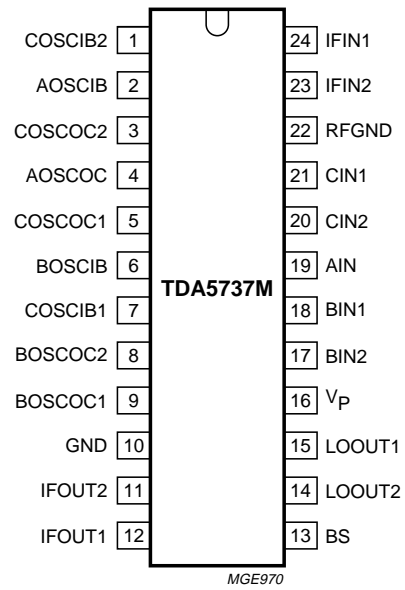 COSCIB2 1 24 IFIN1
AOSCIB 2 23 IFIN2
COSCOC2 3 22 RFGND
AOSCOC 4 21 CIN1
COSCOC1 5 20 CIN2
BOSCIB 6 19 AIN
TDA5737M
COSCIB1 7 18 BIN1
BOSCOC2 8 17 BIN2
BOSCOC1 9 16 VP
GND 10 15 LOOUT1
IFOUT2 11 14 LOOUT2
IFOUT1 12 13 BS
MGE970